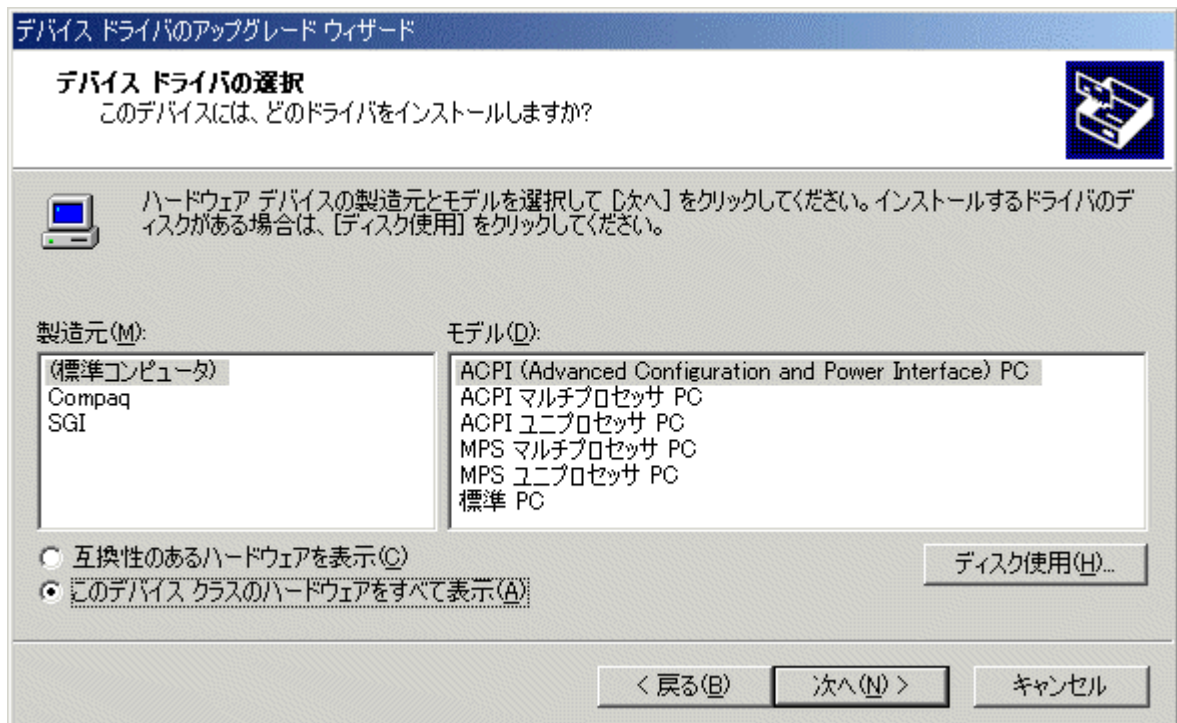 デバイス ドライバのアップグレード ウィザード
デバイス ドライバの選択
このデバイスには、どのドライバをインストールしますか?
ハードウェア デバイスの製造元とモデルを選択して [次へ] をクリックしてください。インストールするドライバのデ
ィスクがある場合は、[ディスク使用] をクリックしてください。
製造元(M):
(標準コンピュータ)
Compaq
SGI
モデル(D):
ACPI (Advanced Configuration and Power Interface) PC
ACPI マルチプロセッサ PC
ACPI ユニプロセッサ PC
MPS マルチプロセッサ PC
MPS ユニプロセッサ PC
標準 PC
互換性のあるハードウェアを表示(C)
このデバイス クラスのハードウェアをすべて表示(A)
ディスク使用(H)...
< 戻る(B)
次へ(N) >
キャンセル